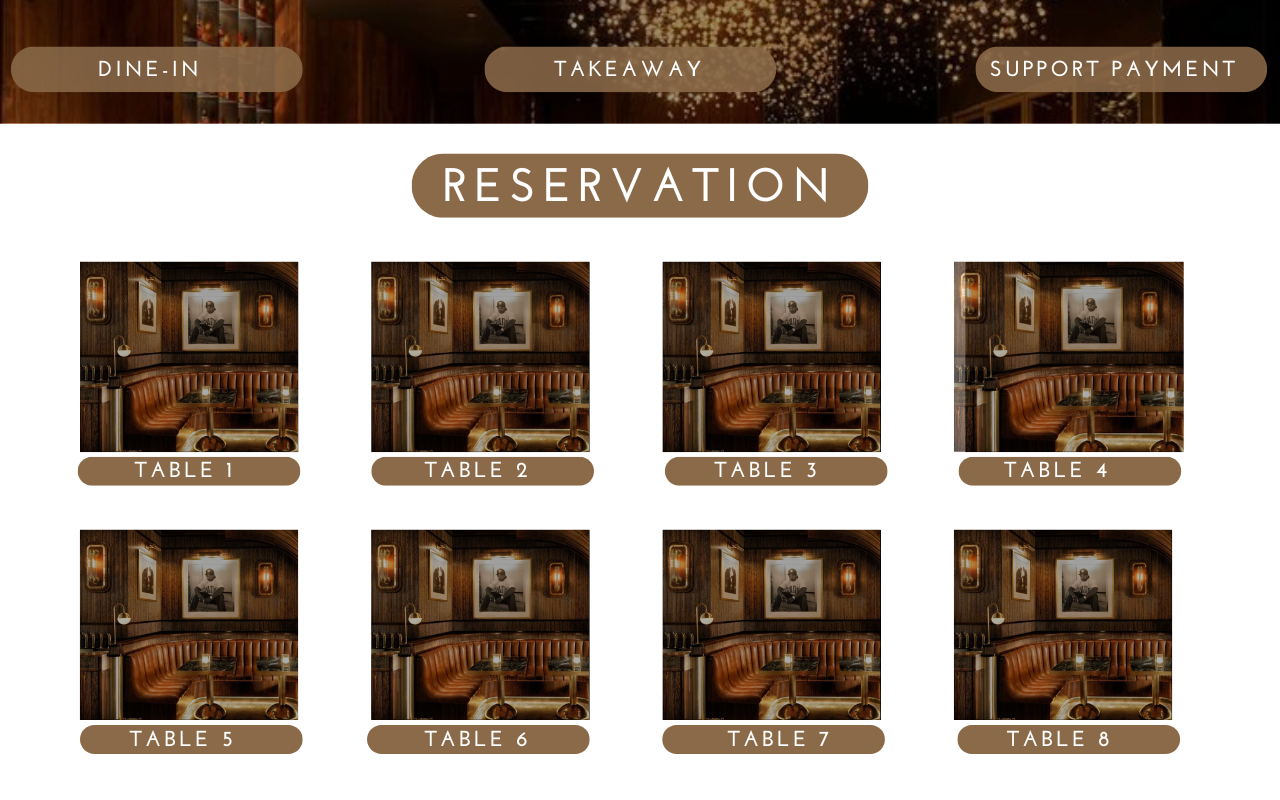 DINE-IN
TAKEAWAY
SUPPORT PAYMENT
RESERVATION
TABLE 1
TABLE 2
TABLE 3
TABLE 4
TABLE 5
TABLE 6
TABLE 7
TABLE 8